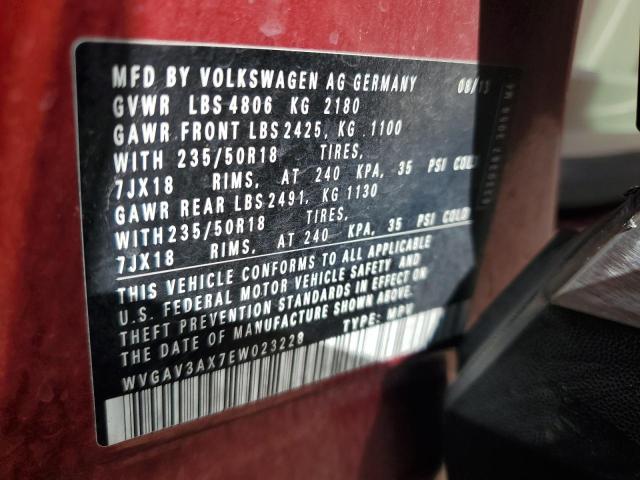 MFD BY VOLKSWAGEN AG GERMANY 08/13
GVWR LBS 4806 KG 2180
GAWR FRONT LBS 2425, KG 1100
WITH 235/50R18 TIRES,
7JX18 RIMS, AT 240 KPA, 35 PSI COLD
GAWR REAR LBS 2491, KG 1130
WITH 235/50R18 TIRES,
7JX18 RIMS, AT 240 KPA, 35 PSI COLD
THIS VEHICLE CONFORMS TO ALL APPLICABLE
U.S. FEDERAL MOTOR VEHICLE SAFETY AND
THEFT PREVENTION STANDARDS IN EFFECT ON
THE DATE OF MANUFACTURE SHOWN ABOVE.
WVGAV3AX7EW023228 TYPE: MPV